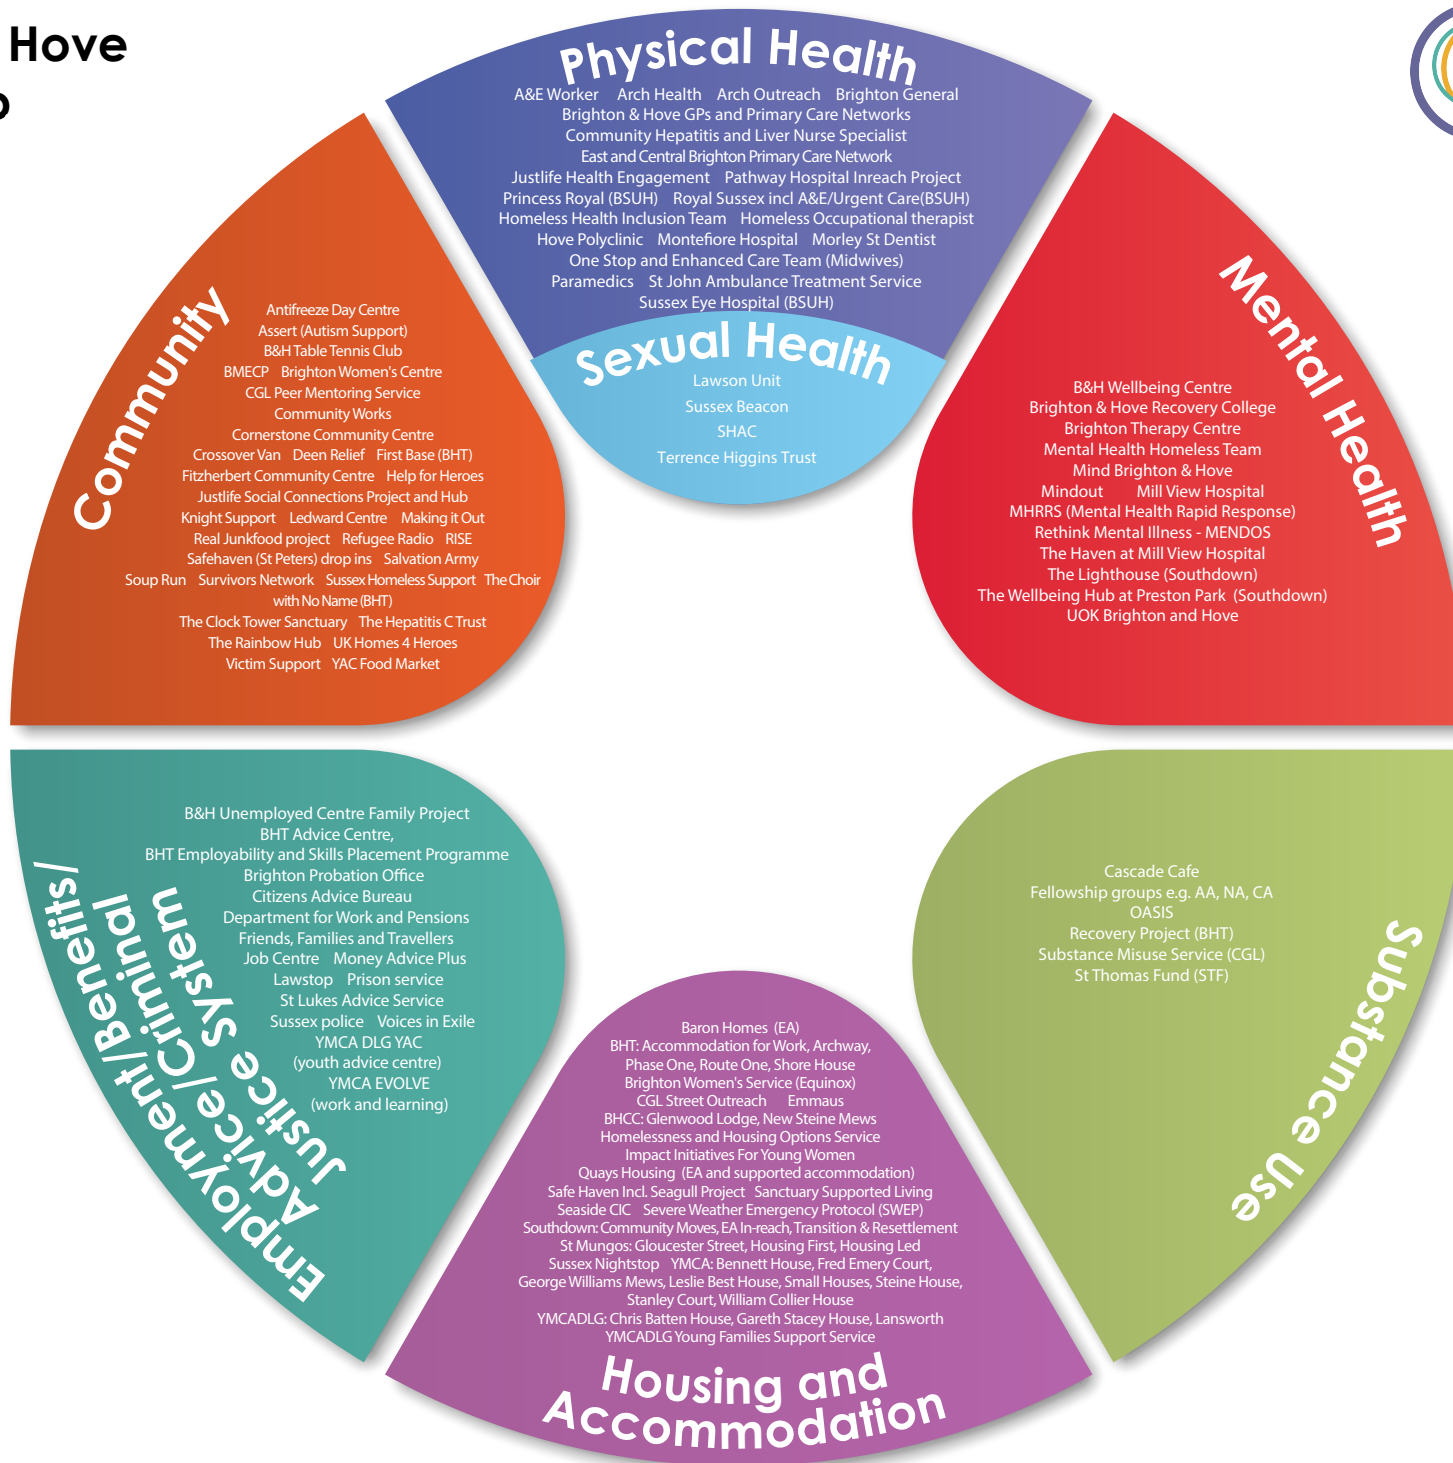 Hove
Physical Health
A&E Worker Arch Health Arch Outreach Brighton General
Brighton & Hove GPs and Primary Care Networks
Community Hepatitis and Liver Nurse Specialist
East and Central Brighton Primary Care Network
Justlife Health Engagement Pathway Hospital Inreach Project
Princess Royal (BSUH) Royal Sussex incl A&E/Urgent Care(BSUH)
Homeless Health Inclusion Team Homeless Occupational therapist
Hove Polyclinic Montefiore Hospital Morley St Dentist
One Stop and Enhanced Care Team (Midwives)
Paramedics St John Ambulance Treatment Service
Sussex Eye Hospital (BSUH)
Sexual Health
Lawson Unit
Sussex Beacon
SHAC
Terrence Higgins Trust
Community
Antifreeze Day Centre
Assert (Autism Support)
B&H Table Tennis Club
BMECP Brighton Women's Centre
CGL Peer Mentoring Service
Community Works
Cornerstone Community Centre
Crossover Van Deen Relief First Base (BHT)
Fitzherbert Community Centre Help for Heroes
Justlife Social Connections Project and Hub
Knight Support Ledward Centre Making it Out
Real Junkfood project Refugee Radio RISE
Safehaven (St Peters) drop ins Salvation Army
Soup Run Survivors Network Sussex Homeless Support The Choir
with No Name (BHT)
The Clock Tower Sanctuary The Hepatitis C Trust
The Rainbow Hub UK Homes 4 Heroes
Victim Support YAC Food Market
Mental Health
B&H Wellbeing Centre
Brighton & Hove Recovery College
Brighton Therapy Centre
Mental Health Homeless Team
Mind Brighton & Hove
Mindout Mill View Hospital
MHRRS (Mental Health Rapid Response)
Rethink Mental Illness - MENDOS
The Haven at Mill View Hospital
The Lighthouse (Southdown)
The Wellbeing Hub at Preston Park (Southdown)
UOK Brighton and Hove
Employment/Benefits/
Advice/Criminal
Justice System
B&H Unemployed Centre Family Project
BHT Advice Centre,
BHT Employability and Skills Placement Programme
Brighton Probation Office
Citizens Advice Bureau
Department for Work and Pensions
Friends, Families and Travellers
Job Centre Money Advice Plus
Lawstop Prison service
St Lukes Advice Service
Sussex police Voices in Exile
YMCA DLG YAC
(youth advice centre)
YMCA EVOLVE
(work and learning)
Substance Use
Cascade Cafe
Fellowship groups e.g. AA, NA, CA
OASIS
Recovery Project (BHT)
Substance Misuse Service (CGL)
St Thomas Fund (STF)
Baron Homes (EA)
BHT: Accommodation for Work, Archway,
Phase One, Route One, Shore House
Brighton Women's Service (Equinox)
CGL Street Outreach Emmaus
BHCC: Glenwood Lodge, New Steine Mews
Homelessness and Housing Options Service
Impact Initiatives For Young Women
Quays Housing (EA and supported accommodation)
Safe Haven Incl. Seagull Project Sanctuary Supported Living
Seaside CIC Severe Weather Emergency Protocol (SWEP)
Southdown: Community Moves, EA In-reach, Transition & Resettlement
St Mungos: Gloucester Street, Housing First, Housing Led
Sussex Nightstop YMCA: Bennett House, Fred Emery Court,
George Williams Mews, Leslie Best House, Small Houses, Steine House,
Stanley Court, William Collier House
YMCADLG: Chris Batten House, Gareth Stacey House, Lansworth
YMCADLG Young Families Support Service
Housing and
Accommodation